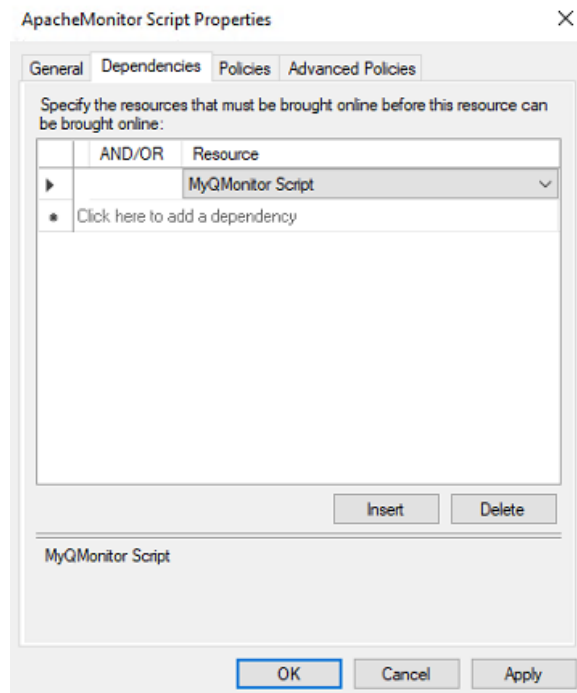 ApacheMonitor Script Properties
General Dependencies Policies Advanced Policies
Specify the resources that must be brought online before this resource can
be brought online:
AND/OR Resource
MyQMonitor Script
Click here to add a dependency
Insert Delete
MyQMonitor Script
OK Cancel Apply